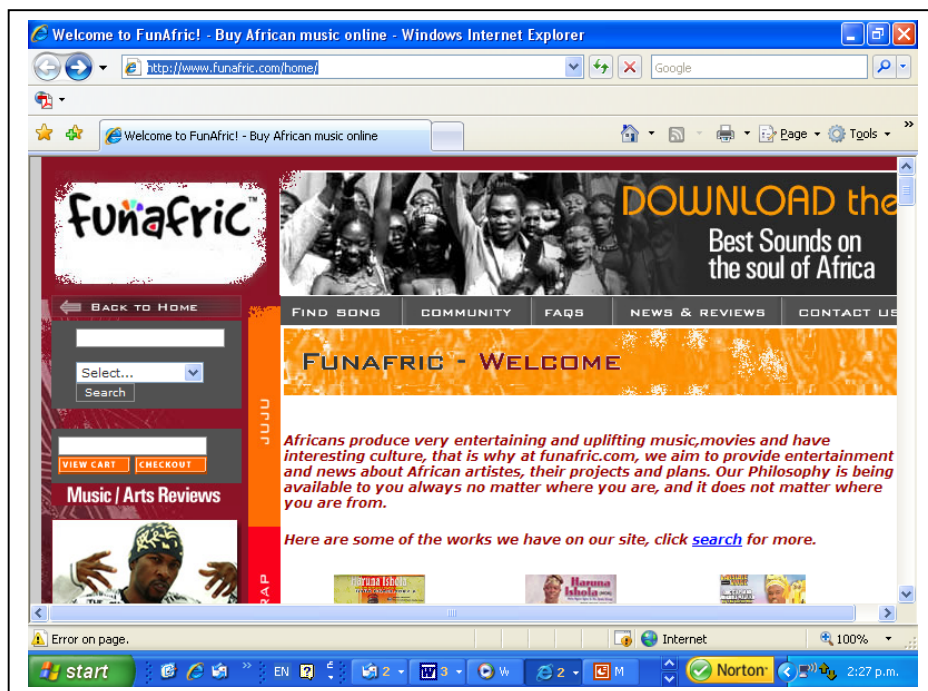 Welcome to FunAfric! - Buy African music online - Windows Internet Explorer
http://www.funafric.com/home/
Google
Welcome to FunAfric! - Buy African music online
Page
Tools
funafric™
DOWNLOAD the
Best Sounds on
the soul of Africa
BACK TO HOME
FIND SONG COMMUNITY FAQS NEWS & REVIEWS CONTACT US
FUNAFRIC - WELCOME
Select...
Search
JUJU
VIEW CART CHECKOUT
Music / Arts Reviews
Africans produce very entertaining and uplifting music,movies and have
interesting culture, that is why at funafric.com, we aim to provide entertainment
and news about African artistes, their projects and plans. Our Philosophy is being
available to you always no matter where you are, and it does not matter where
you are from.
Here are some of the works we have on our site, click search for more.
RAP
Haruna Ishola
Haruna
Ishola
Error on page.
Internet
100%
start
EN
2
3
W
2
M
Norton
2:27 p.m.